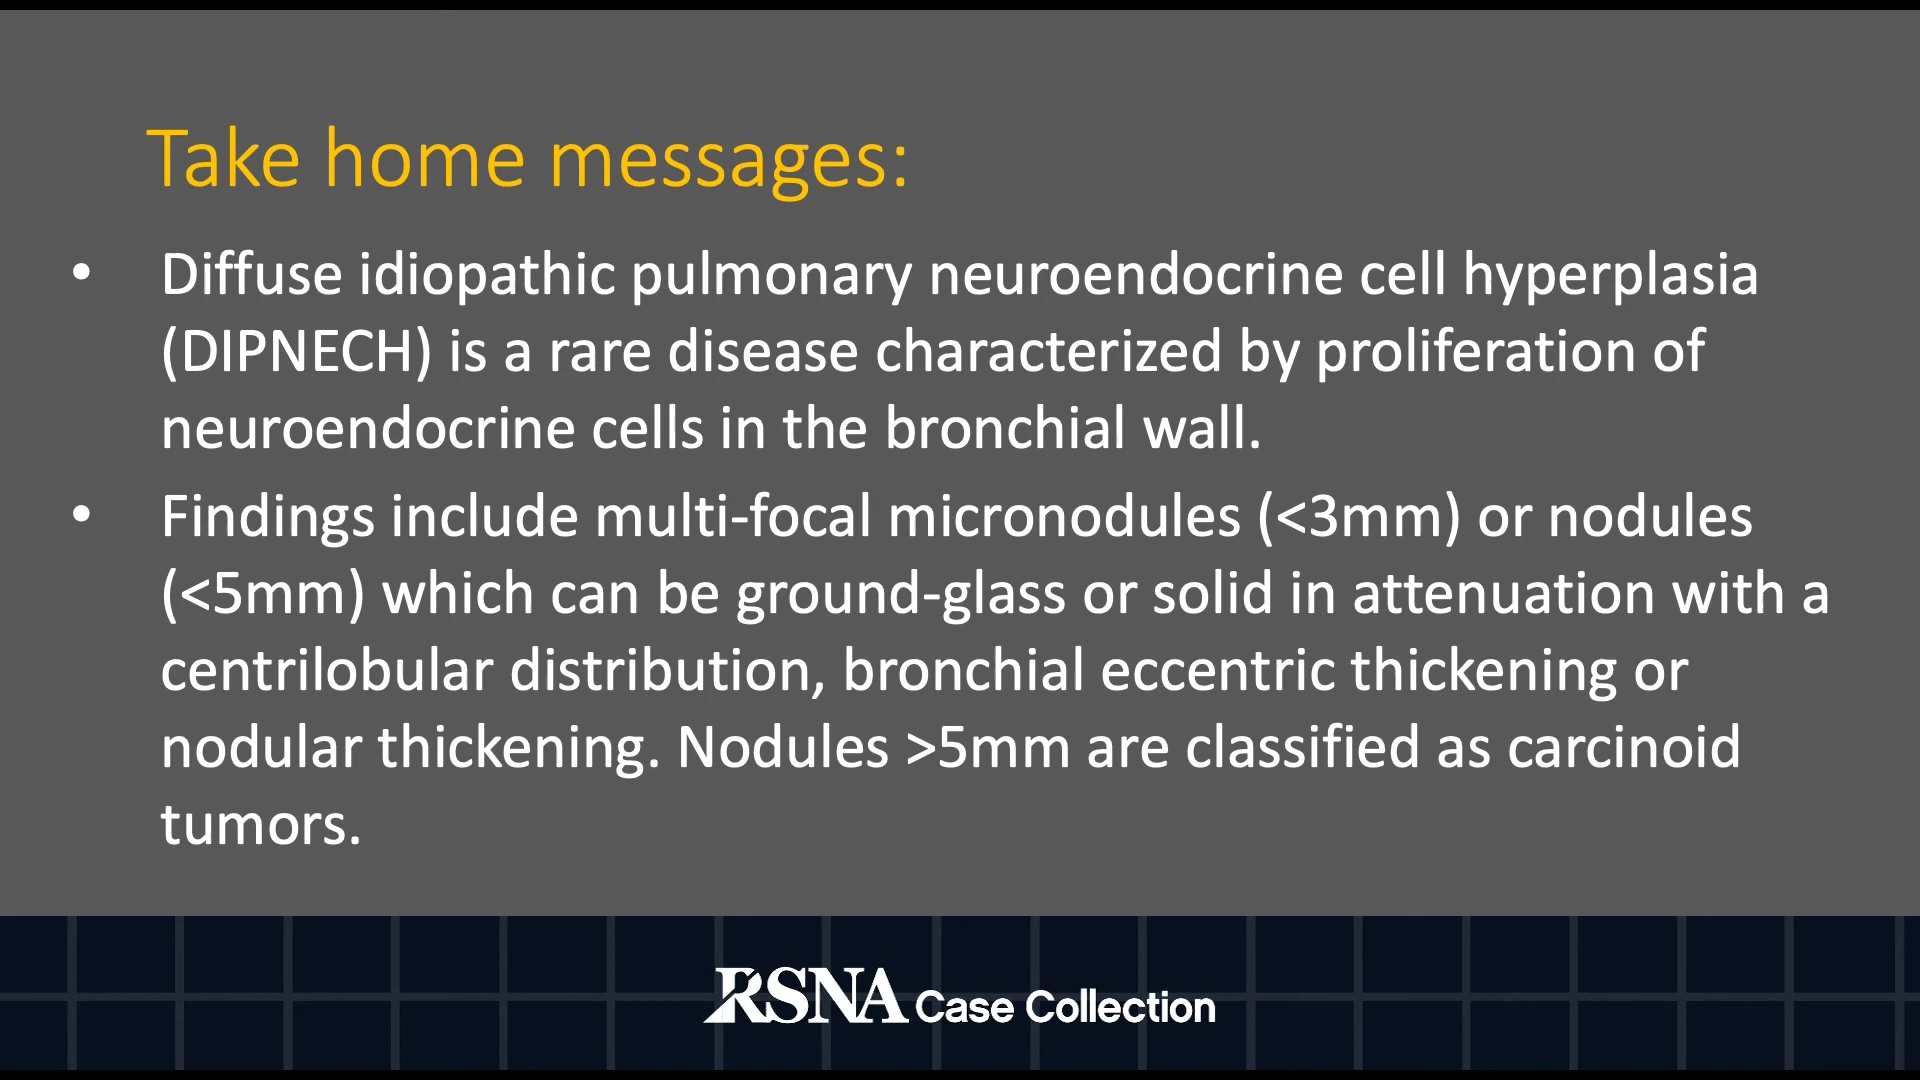 Take home messages:
• Diffuse idiopathic pulmonary neuroendocrine cell hyperplasia
(DIPNECH) is a rare disease characterized by proliferation of
neuroendocrine cells in the bronchial wall.
• Findings include multi-focal micronodules (<3mm) or nodules
(<5mm) which can be ground-glass or solid in attenuation with a
centrilobular distribution, bronchial eccentric thickening or
nodular thickening. Nodules >5mm are classified as carcinoid
tumors.
RSNA Case Collection